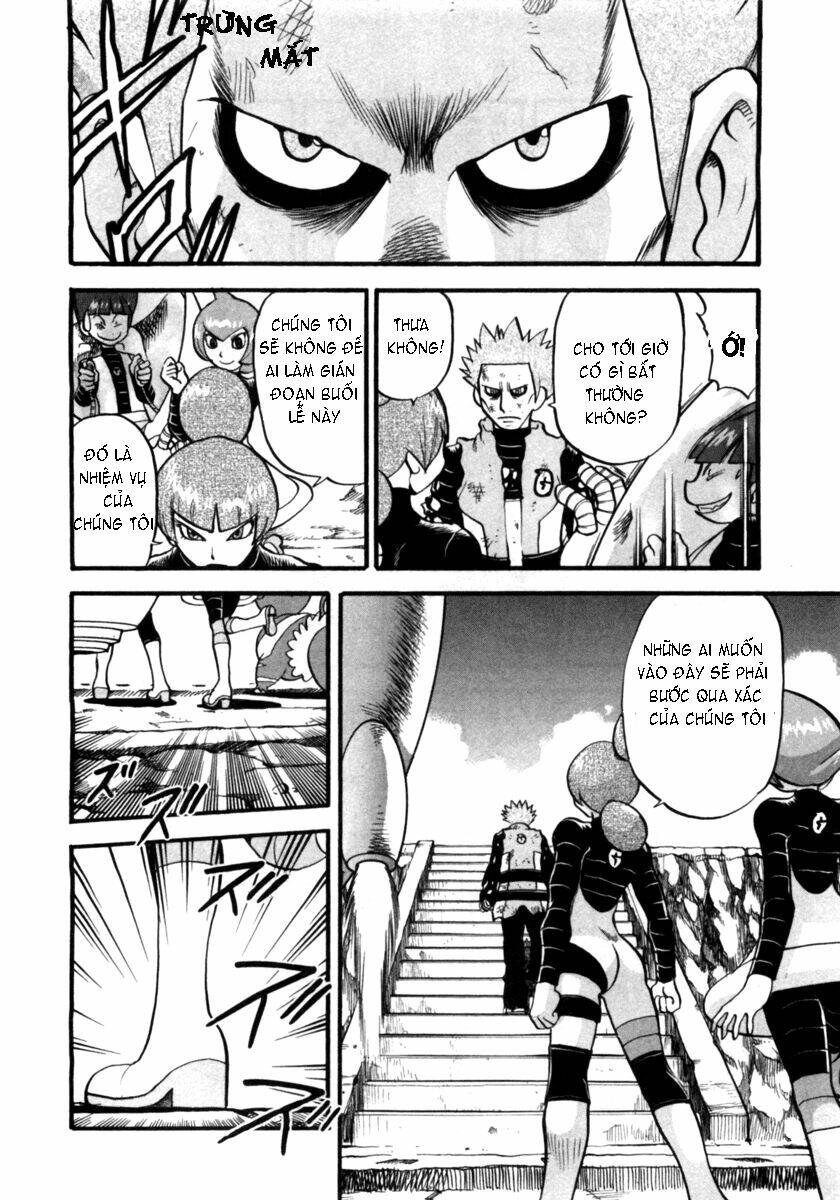 TRỪNG
MẮT
Ớ!
CHO TỚI GIỜ
CÓ GÌ BẤT
THƯỜNG
KHÔNG?
THƯA
KHÔNG!
CHÚNG TÔI
SẼ KHÔNG ĐỂ
AI LÀM GIÁN
ĐOẠN BUỔI
LỄ NÀY
ĐÓ LÀ
NHIỆM VỤ
CỦA
CHÚNG TÔI
NHỮNG AI MUỐN
VÀO ĐÂY SẼ PHẢI
BƯỚC QUA XÁC
CỦA CHÚNG TÔI
ズ
ズ
ズ
ズ
ズ